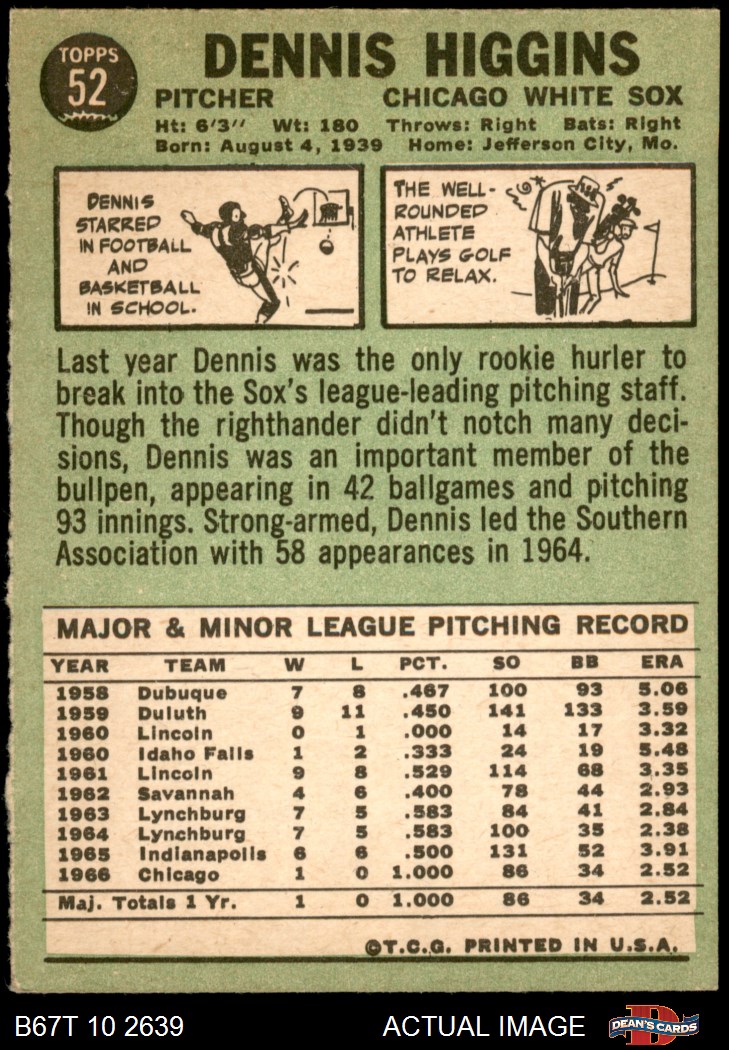 TOPPS
52
DENNIS HIGGINS
PITCHER CHICAGO WHITE SOX
Ht: 6'3'' Wt: 180 Throws: Right Bats: Right
Born: August 4, 1939 Home: Jefferson City, Mo.
DENNIS
STARRED
IN FOOTBALL
AND
BASKETBALL
IN SCHOOL.
THE WELL-
ROUNDED
ATHLETE
PLAYS GOLF
TO RELAX.
Last year Dennis was the only rookie hurler to
break into the Sox's league-leading pitching staff.
Though the righthander didn't notch many deci-
sions, Dennis was an important member of the
bullpen, appearing in 42 ballgames and pitching
93 innings. Strong-armed, Dennis led the Southern
Association with 58 appearances in 1964.
MAJOR & MINOR LEAGUE PITCHING RECORD
YEAR TEAM W L PCT. SO BB ERA
1958 Dubuque 7 8 .467 100 93 5.06
1959 Duluth 9 11 .450 141 133 3.59
1960 Lincoln 0 1 .000 14 17 3.32
1960 Idaho Falls 1 2 .333 24 19 5.48
1961 Lincoln 9 8 .529 114 68 3.35
1962 Savannah 4 6 .400 78 44 2.93
1963 Lynchburg 7 5 .583 84 41 2.84
1964 Lynchburg 7 5 .583 100 35 2.38
1965 Indianapolis 6 6 .500 131 52 3.91
1966 Chicago 1 0 1.000 86 34 2.52
Maj. Totals 1 Yr. 1 0 1.000 86 34 2.52
©T.C.G. PRINTED IN U.S.A.
B67T 10 2639 ACTUAL IMAGE D DEAN'S CARDS